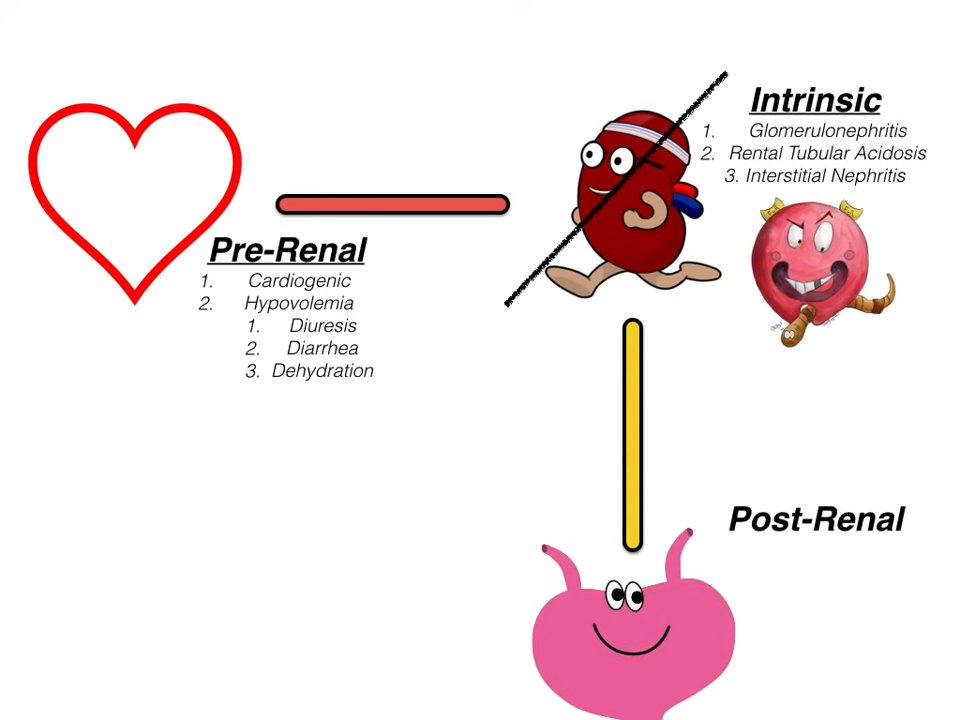 Pre-Renal
1. Cardiogenic
2. Hypovolemia
1. Diuresis
2. Diarrhea
3. Dehydration
Intrinsic
1. Glomerulonephritis
2. Rental Tubular Acidosis
3. Interstitial Nephritis
Post-Renal